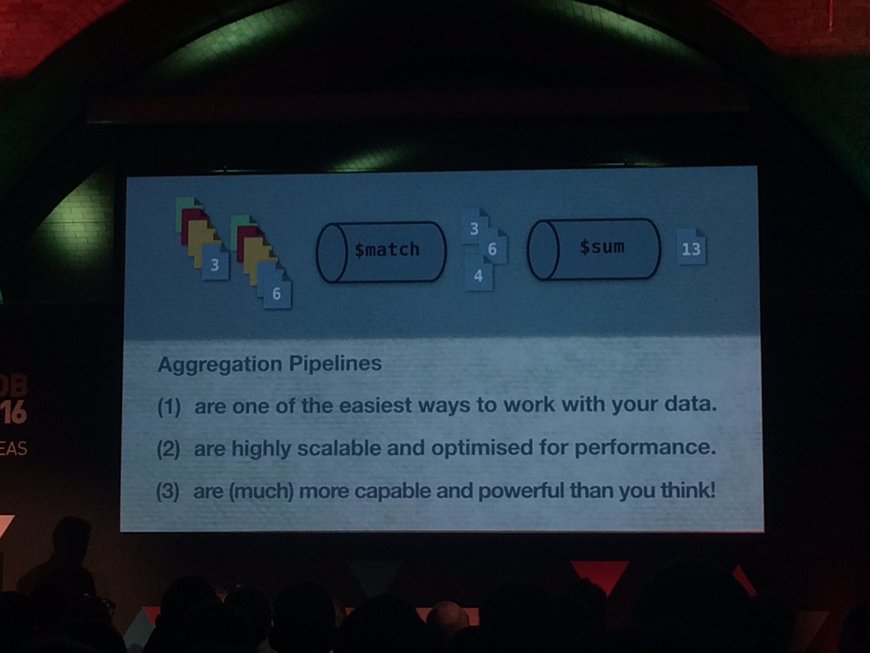 3
6
$match
3
6
4
$sum
13
Aggregation Pipelines
(1) are one of the easiest ways to work with your data.
(2) are highly scalable and optimised for performance.
(3) are (much) more capable and powerful than you think!
DB
16
EAS